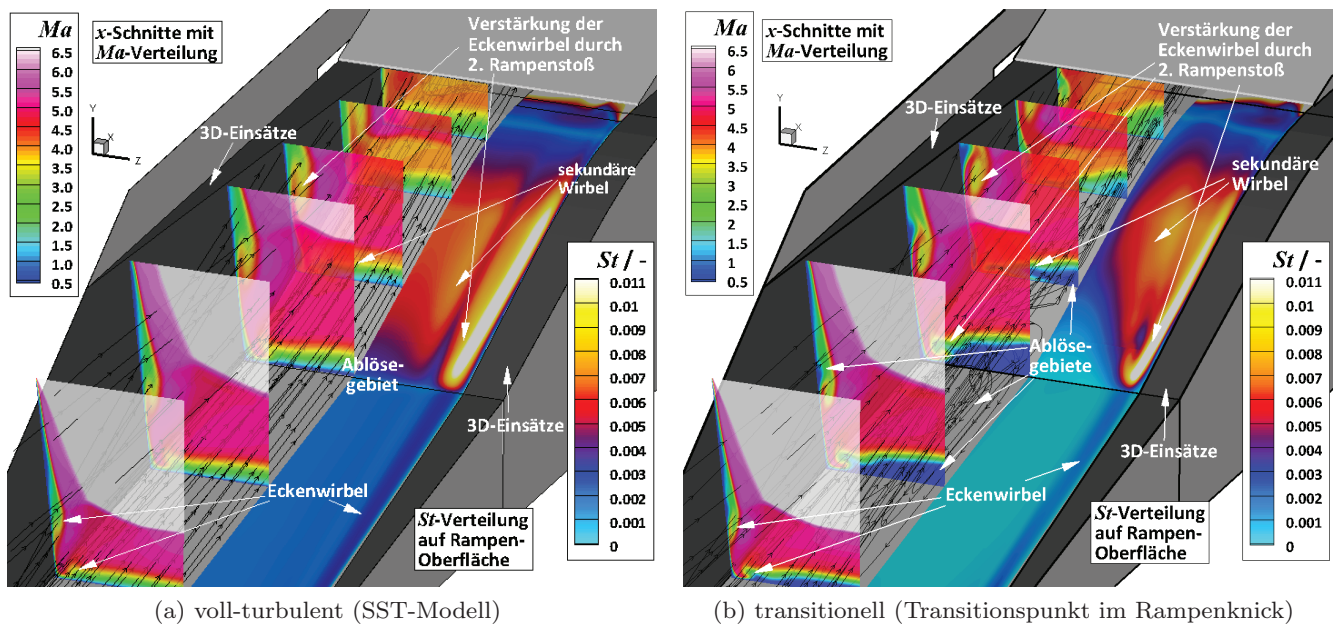 Ma
6.5
6.0
5.5
5.0
4.5
4.0
3.5
3.0
2.5
2.0
1.5
1.0
0.5
x-Schnitte mit
Ma-Verteilung
Verstärkung der
Eckenwirbel durch
2. Rampenstoß
Y
X
Z
3D-Einsätze
sekundäre
Wirbel
St / -
0.011
0.01
0.009
0.008
0.007
0.006
0.005
0.004
0.003
0.002
0.001
0
Ablöse-
gebiet
3D-Einsätze
Eckenwirbel
St-Verteilung
auf Rampen-
Oberfläche
(a) voll-turbulent (SST-Modell)
Ma
6.5
6
5.5
5
4.5
4
3.5
3
2.5
2
1.5
1
0.5
x-Schnitte mit
Ma-Verteilung
Verstärkung der
Eckenwirbel durch
2. Rampenstoß
Y
X
Z
3D-Einsätze
sekundäre
Wirbel
St / -
0.011
0.01
0.009
0.008
0.007
0.006
0.005
0.004
0.003
0.002
0.001
0
Ablöse-
gebiete
3D-Einsätze
Eckenwirbel
St-Verteilung
auf Rampen-
Oberfläche
(b) transitionell (Transitionspunkt im Rampenknick)